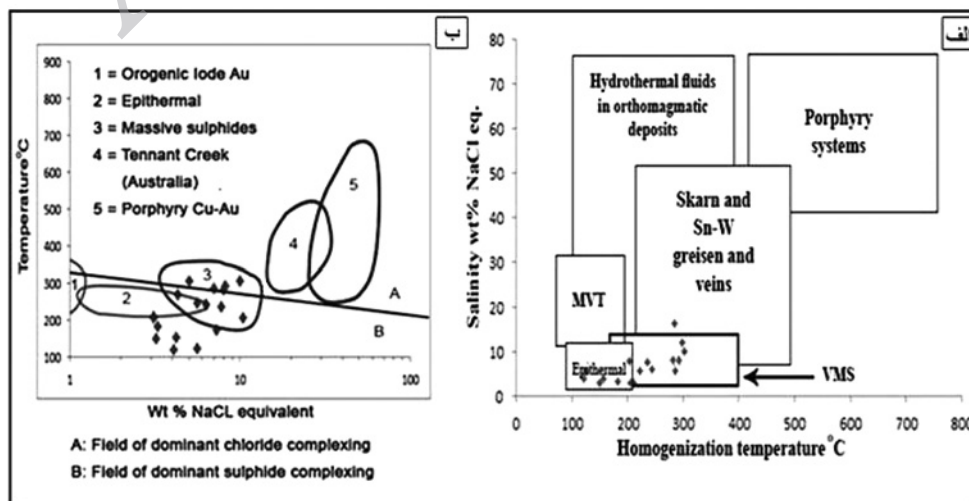 ب
900
800
700
600
500
400
300
200
100
Temperature°C
1 = Orogenic lode Au
2 = Epithermal
3 = Massive sulphides
4 = Tennant Creek
(Australia)
5 = Porphyry Cu-Au
1
2
3
4
5
A
B
1 10 100
Wt % NaCL equivalent
A: Field of dominant chloride complexing
B: Field of dominant sulphide complexing
الف
80
70
60
50
40
30
20
10
0
Salinity wt% NaCl eq.
Hydrothermal fluids
in orthomagmatic
deposits
Porphyry
systems
Skarn and
Sn-W
greisen and
veins
MVT
Epithermal
VMS
0 100 200 300 400 500 600 700 800
Homogenization temperature°C